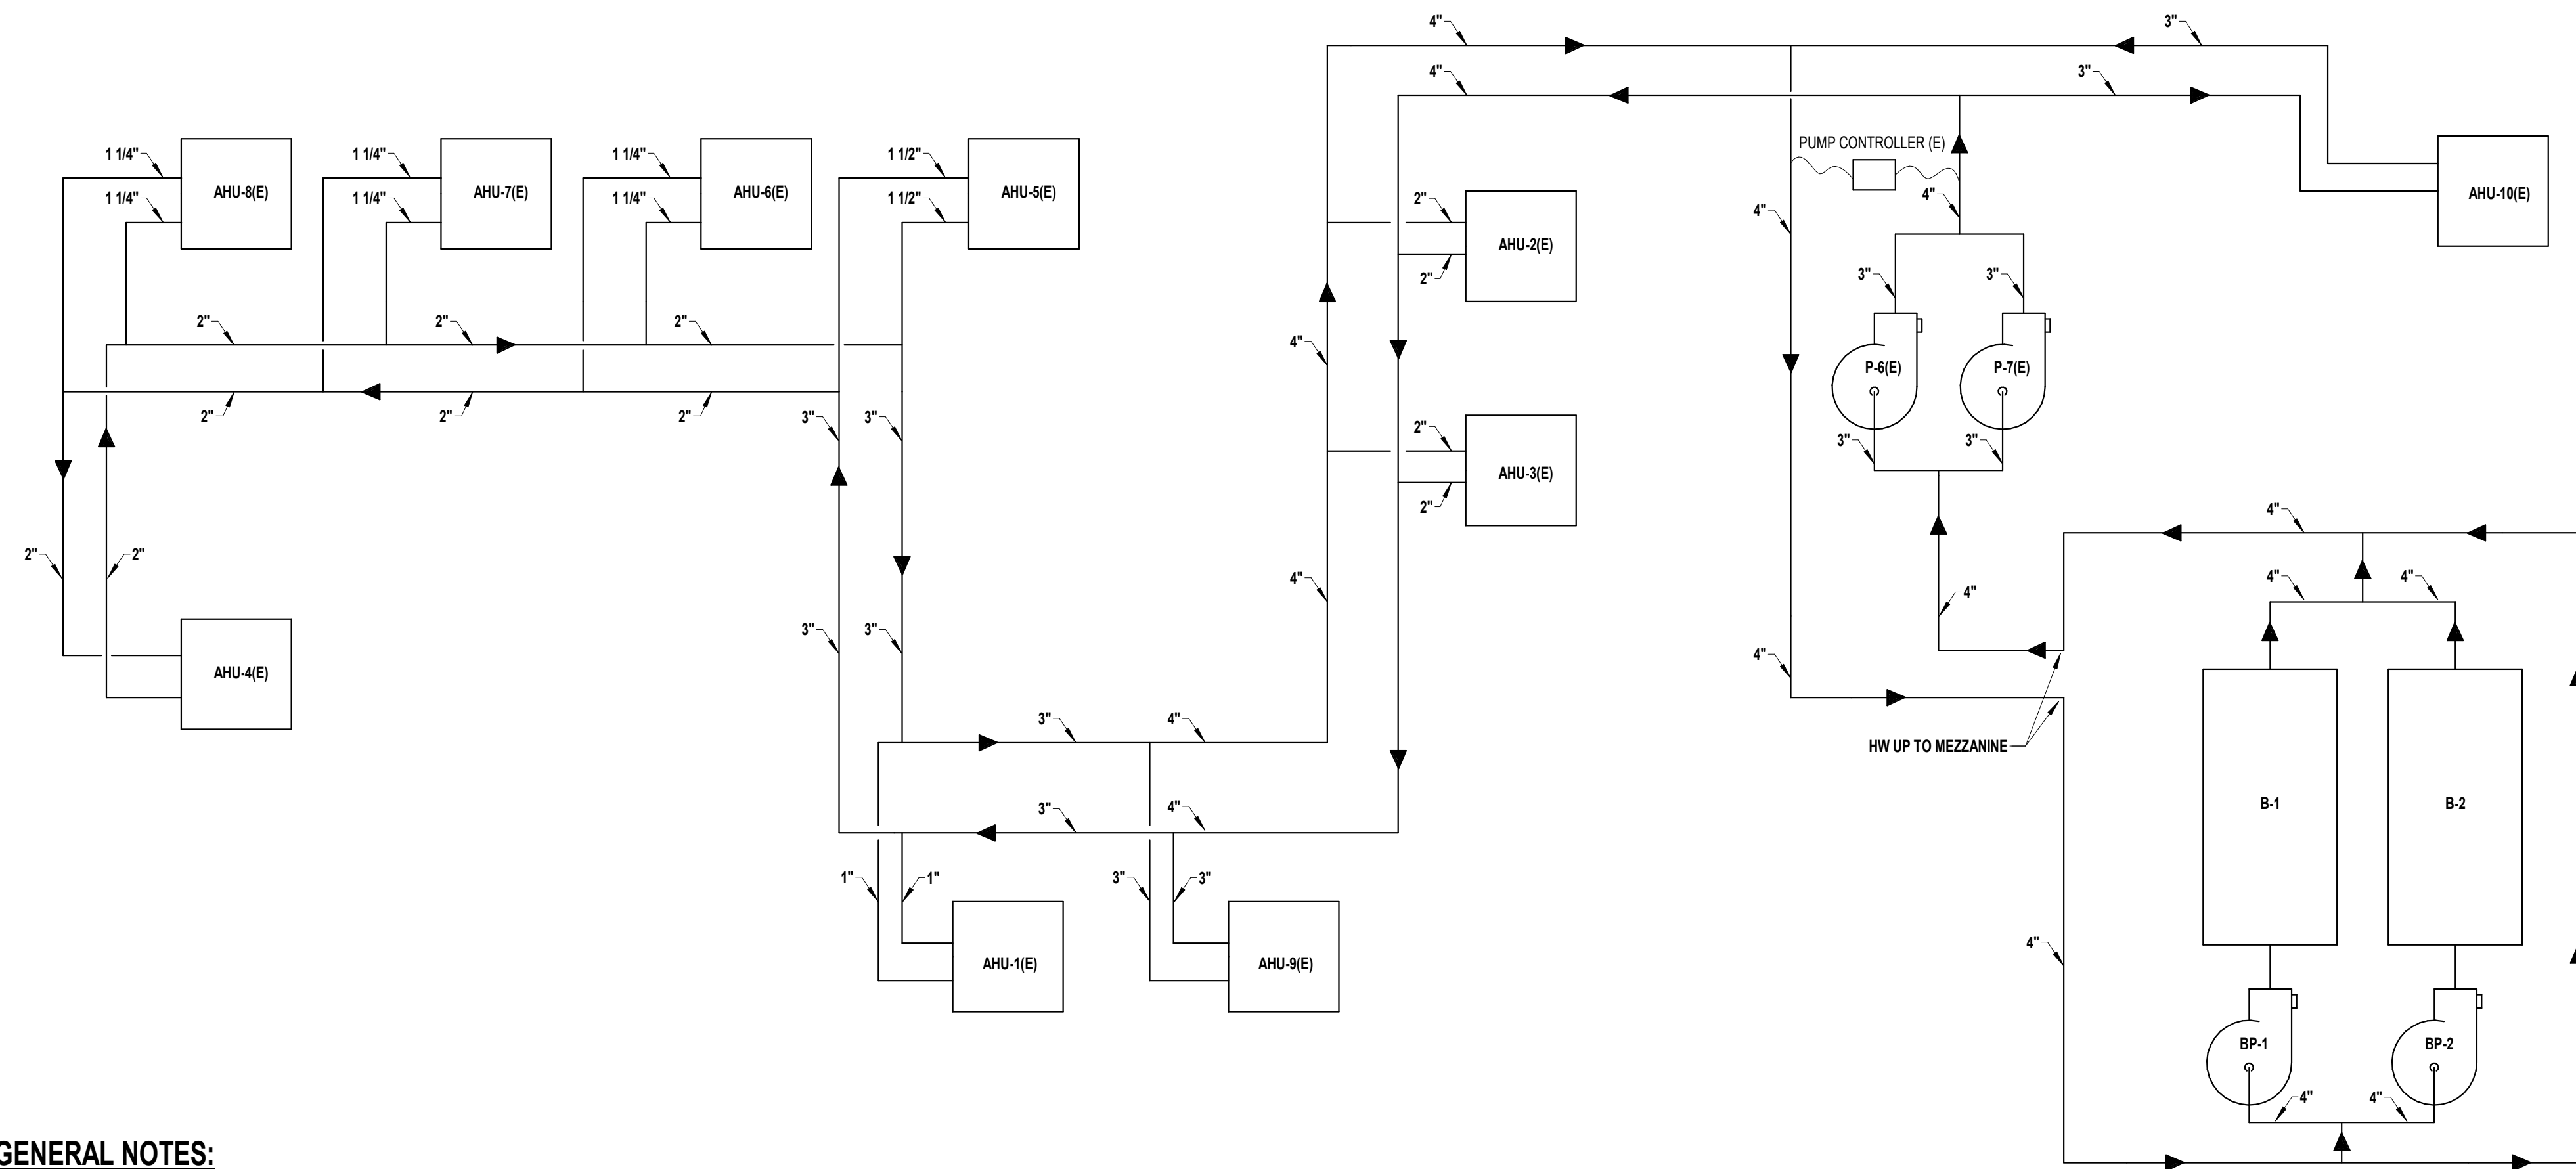 4"
3"
4"
3"
PUMP CONTROLLER (E)
1 1/4"
1 1/4"
1 1/4"
1 1/2"
AHU-8(E)
AHU-7(E)
AHU-6(E)
AHU-5(E)
AHU-10(E)
1 1/4"
1 1/4"
1 1/4"
1 1/2"
2"
4"
4"
AHU-2(E)
2"
3"
3"
2"
2"
2"
4"
P-6(E)
P-7(E)
2"
2"
2"
3"
3"
2"
3"
3"
AHU-3(E)
2"
4"
2"
2"
4"
4"
4"
4"
3"
3"
4"
AHU-4(E)
3"
4"
HW UP TO MEZZANINE
3"
4"
B-1
B-2
1"
1"
3"
3"
4"
AHU-1(E)
AHU-9(E)
BP-1
BP-2
4"
4"
GENERAL NOTES: